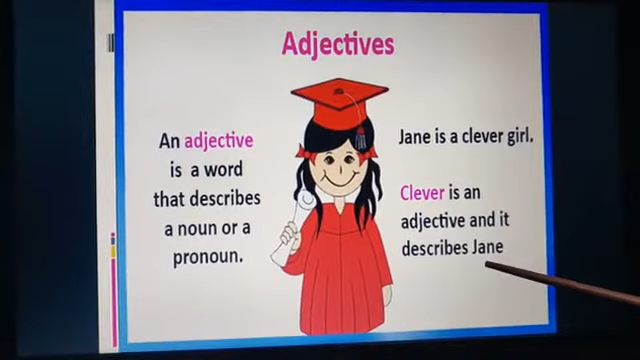 Adjectives
An adjective
is a word
that describes
a noun or a
pronoun.
Jane is a clever girl.
Clever is an
adjective and it
describes Jane